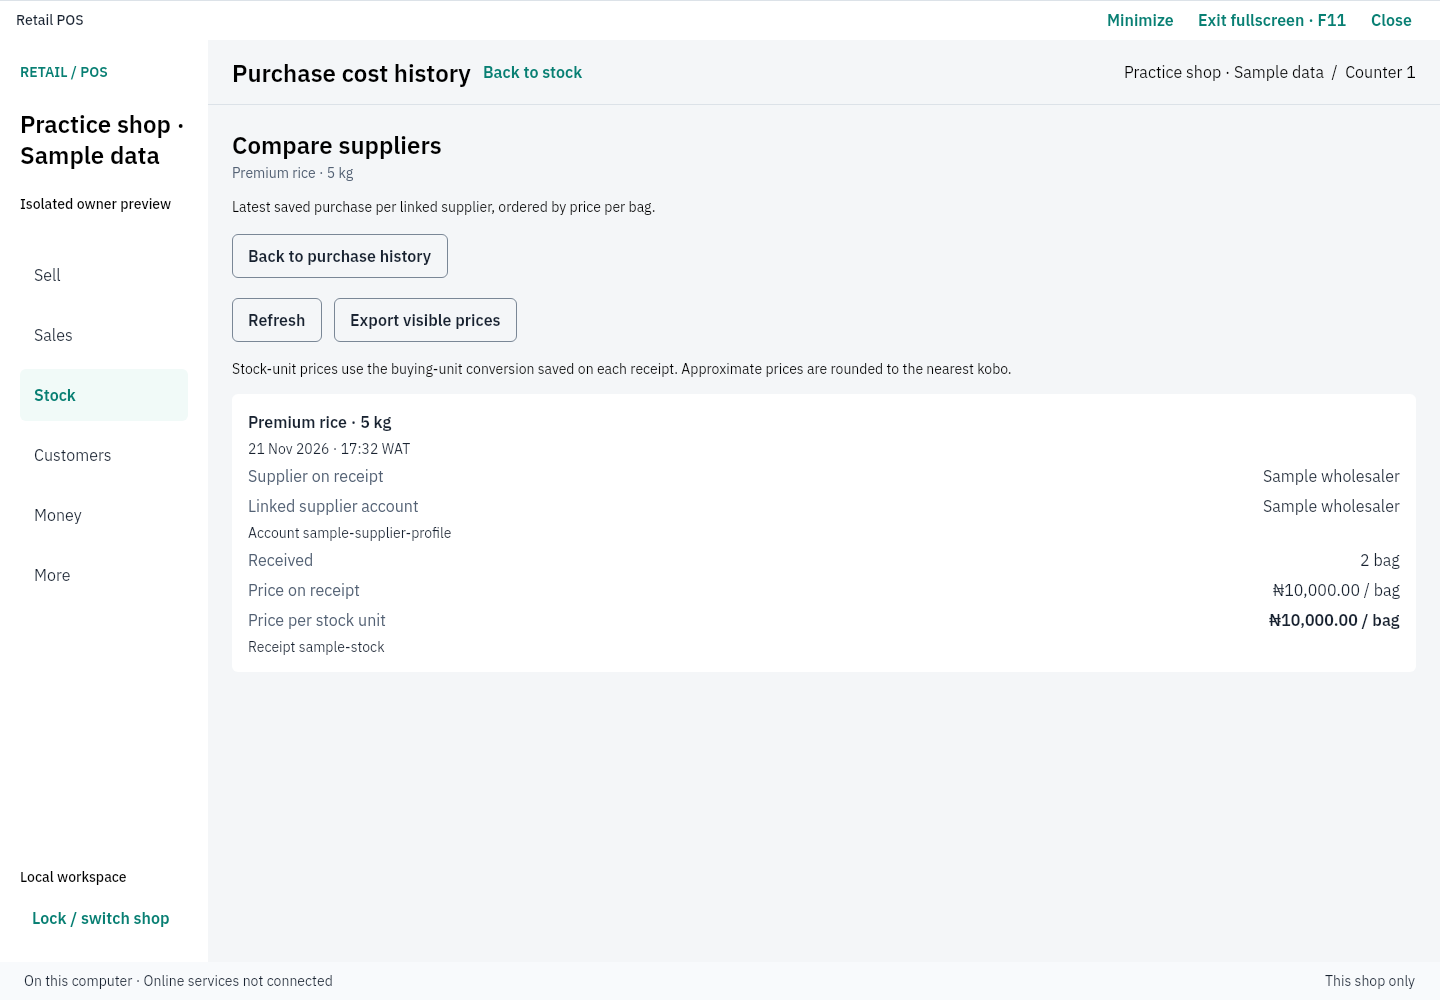 Retail POS
Minimize Exit fullscreen · F11 Close
RETAIL / POS
Practice shop ·
Sample data
Isolated owner preview
Sell
Sales
Stock
Customers
Money
More
Local workspace
Lock / switch shop
Purchase cost history Back to stock
Practice shop · Sample data / Counter 1
Compare suppliers
Premium rice · 5 kg
Latest saved purchase per linked supplier, ordered by price per bag.
Back to purchase history
Refresh Export visible prices
Stock-unit prices use the buying-unit conversion saved on each receipt. Approximate prices are rounded to the nearest kobo.
Premium rice · 5 kg
21 Nov 2026 · 17:32 WAT
Supplier on receipt Sample wholesaler
Linked supplier account Sample wholesaler
Account sample-supplier-profile
Received 2 bag
Price on receipt ₦10,000.00 / bag
Price per stock unit ₦10,000.00 / bag
Receipt sample-stock
On this computer · Online services not connected
This shop only